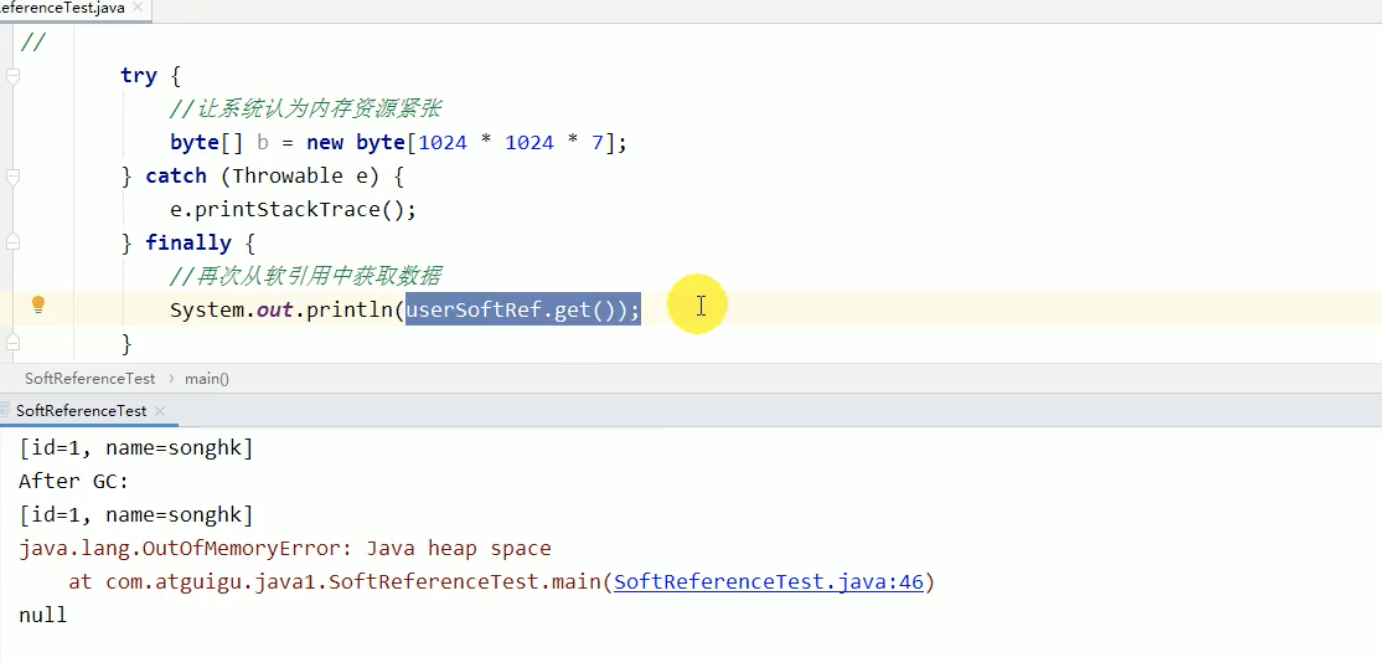 eferenceTest.java
//
try {
//让系统认为内存资源紧张
byte[] b = new byte[1024 * 1024 * 7];
} catch (Throwable e) {
e.printStackTrace();
} finally {
//再次从软引用中获取数据
System.out.println(userSoftRef.get());
}
SoftReferenceTest › main()
SoftReferenceTest
[id=1, name=songhk]
After GC:
[id=1, name=songhk]
java.lang.OutOfMemoryError: Java heap space
at com.atguigu.java1.SoftReferenceTest.main(SoftReferenceTest.java:46)
null